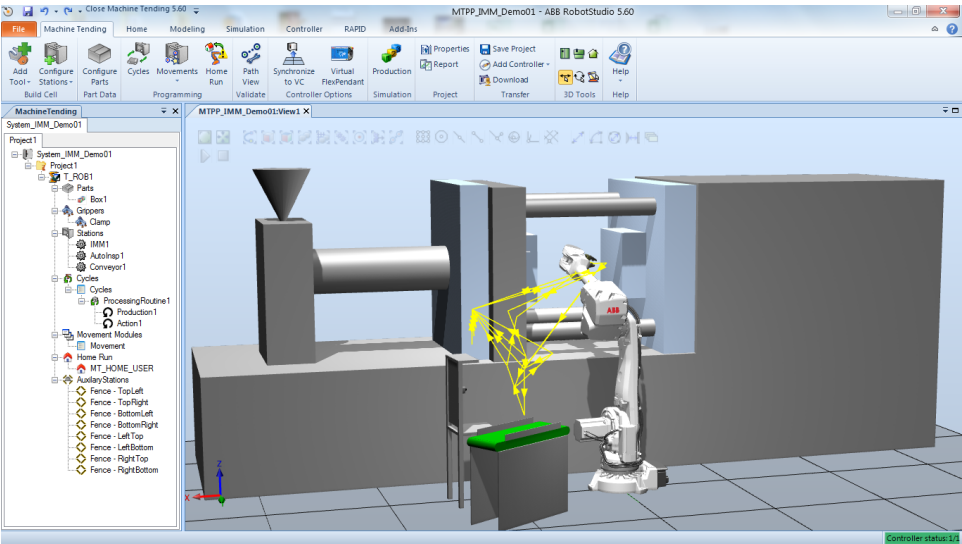 Close Machine Tending 5.60
MTPP_IMM_Demo01 - ABB RobotStudio 5.60
File Machine Tending Home Modeling Simulation Controller RAPID Add-Ins
Add Tool Configure Stations Configure Parts Cycles Movements Home Run Path View Synchronize to VC Virtual FlexPendant Production Properties Report Save Project Add Controller Download Help
Build Cell Part Data Programming Validate Controller Options Simulation Project Transfer 3D Tools Help
MachineTending
MTPP_IMM_Demo01:View1
System_IMM_Demo01
Project1
System_IMM_Demo01
Project1
T_ROB1
Parts
Box1
Grippers
Clamp
Stations
IMM1
AutoInsp1
Conveyor1
Cycles
Cycles
ProcessingRoutine1
Production1
Action1
Movement Modules
Movement
Home Run
MT_HOME_USER
AuxilaryStations
Fence - TopLeft
Fence - TopRight
Fence - BottomLeft
Fence - BottomRight
Fence - LeftTop
Fence - LeftBottom
Fence - RightTop
Fence - RightBottom
ABB
Z
X
Controller status: 1/1